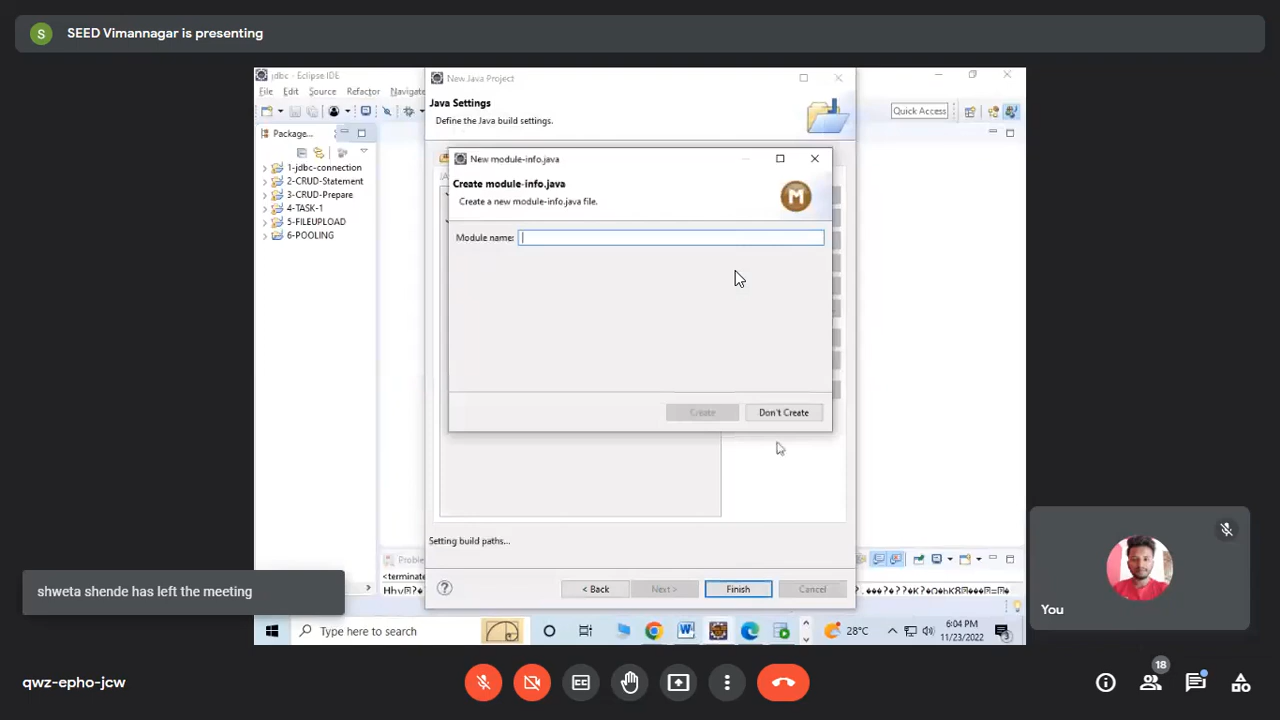 S SEED Vimannagar is presenting
jdbc - Eclipse IDE
File Edit Source Refactor Navigate
Quick Access
Package...
1-jdbc-connection
2-CRUD-Statement
3-CRUD-Prepare
4-TASK-1
5-FILEUPLOAD
6-POOLING
New Java Project
Java Settings
Define the Java build settings.
New module-info.java
Create module-info.java
Create a new module-info.java file.
M
Module name:
Create Don't Create
Setting build paths...
? < Back Next > Finish Cancel
Proble
<terminate
shweta shende has left the meeting
You
Type here to search
28°C
6:04 PM
11/23/2022
3
qwz-epho-jcw
CC
18